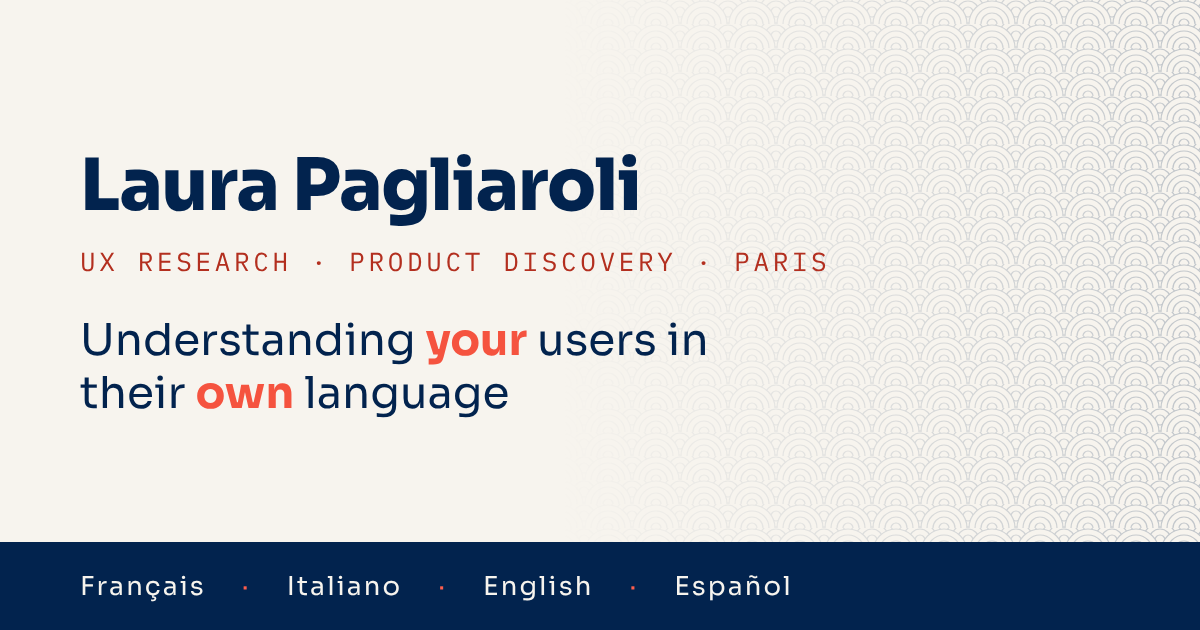 Laura Pagliaroli
UX RESEARCH · PRODUCT DISCOVERY · PARIS
Understanding your users in
their own language
Français · Italiano · English · Español